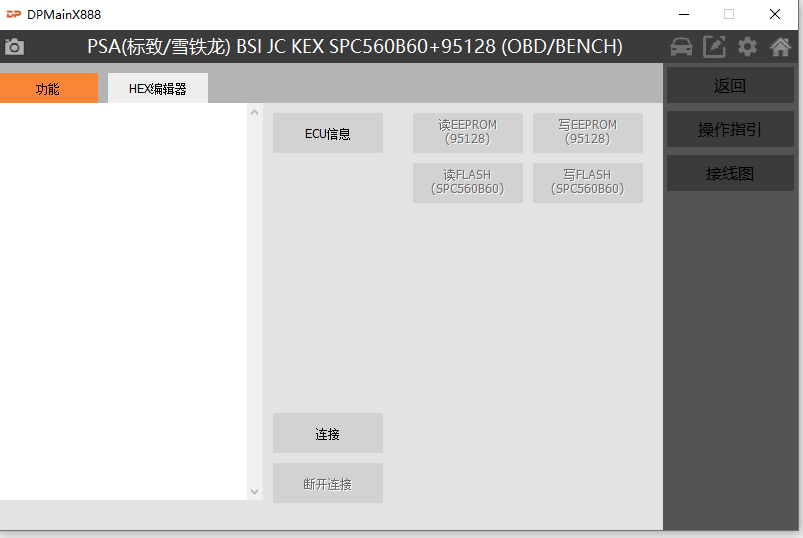 DP DPMainX888
PSA(标致/雪铁龙) BSI JC KEX SPC560B60+95128 (OBD/BENCH)
功能
HEX编辑器
ECU信息
读EEPROM
(95128)
写EEPROM
(95128)
读FLASH
(SPC560B60)
写FLASH
(SPC560B60)
连接
断开连接
返回
操作指引
接线图